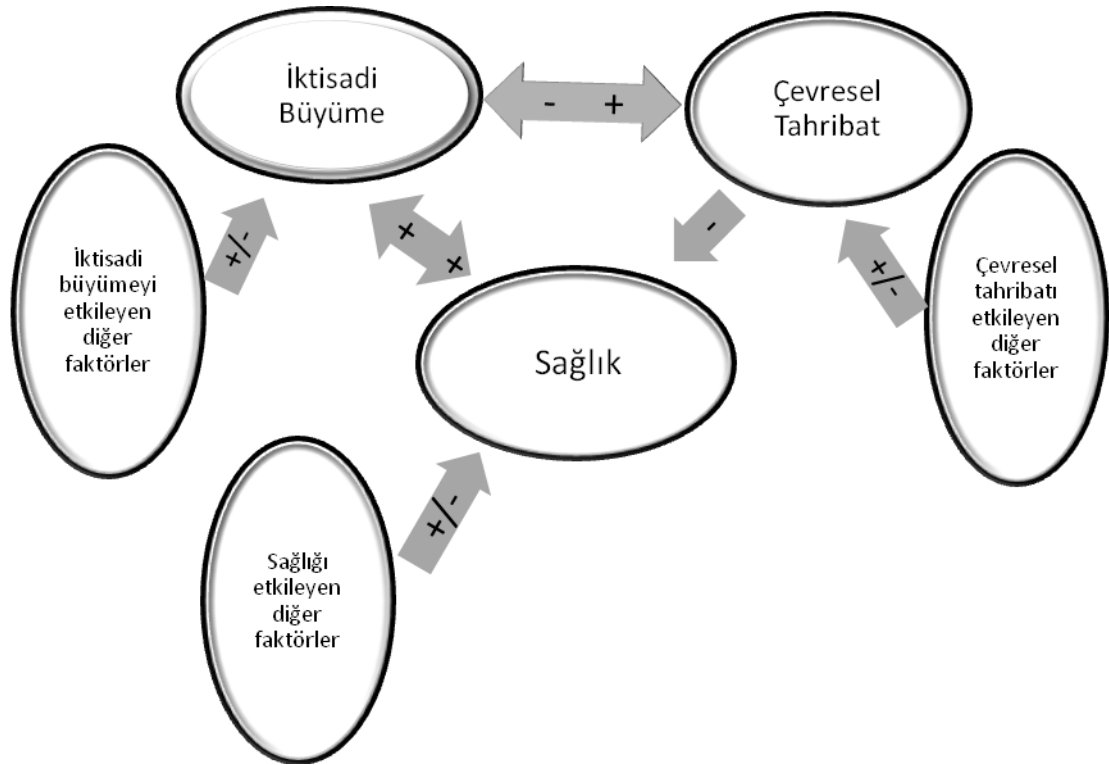 İktisadi
Büyüme
- +
Çevresel
Tahribat
İktisadi
büyümeyi
etkileyen
diğer
faktörler
+/-
+
+
-
+/-
Çevresel
tahribatı
etkileyen
diğer
faktörler
Sağlık
+/-
Sağlığı
etkileyen
diğer
faktörler